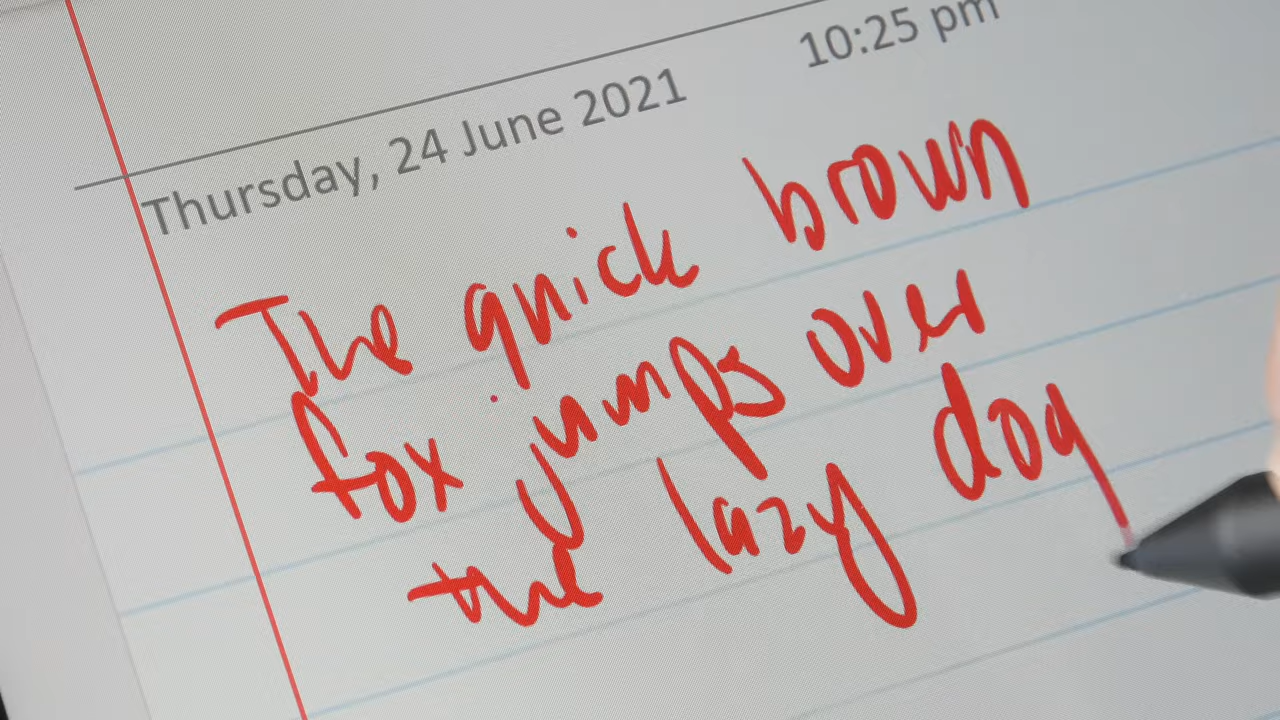 Thursday, 24 June 2021 10:25 pm
The quick brown
fox jumps over
the lazy dog